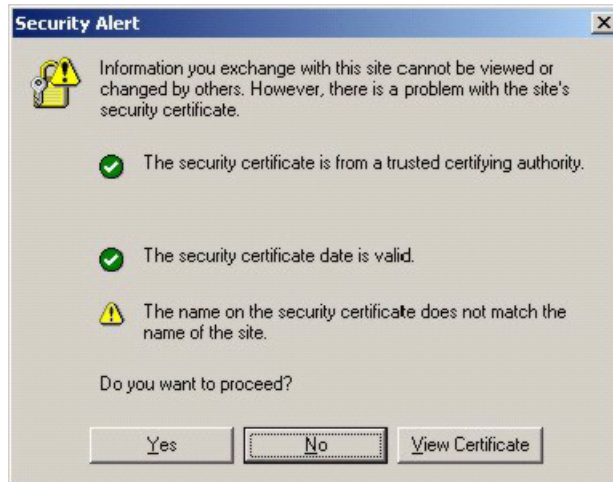 Security Alert
Information you exchange with this site cannot be viewed or
changed by others. However, there is a problem with the site's
security certificate.
The security certificate is from a trusted certifying authority.
The security certificate date is valid.
The name on the security certificate does not match the
name of the site.
Do you want to proceed?
Yes No View Certificate